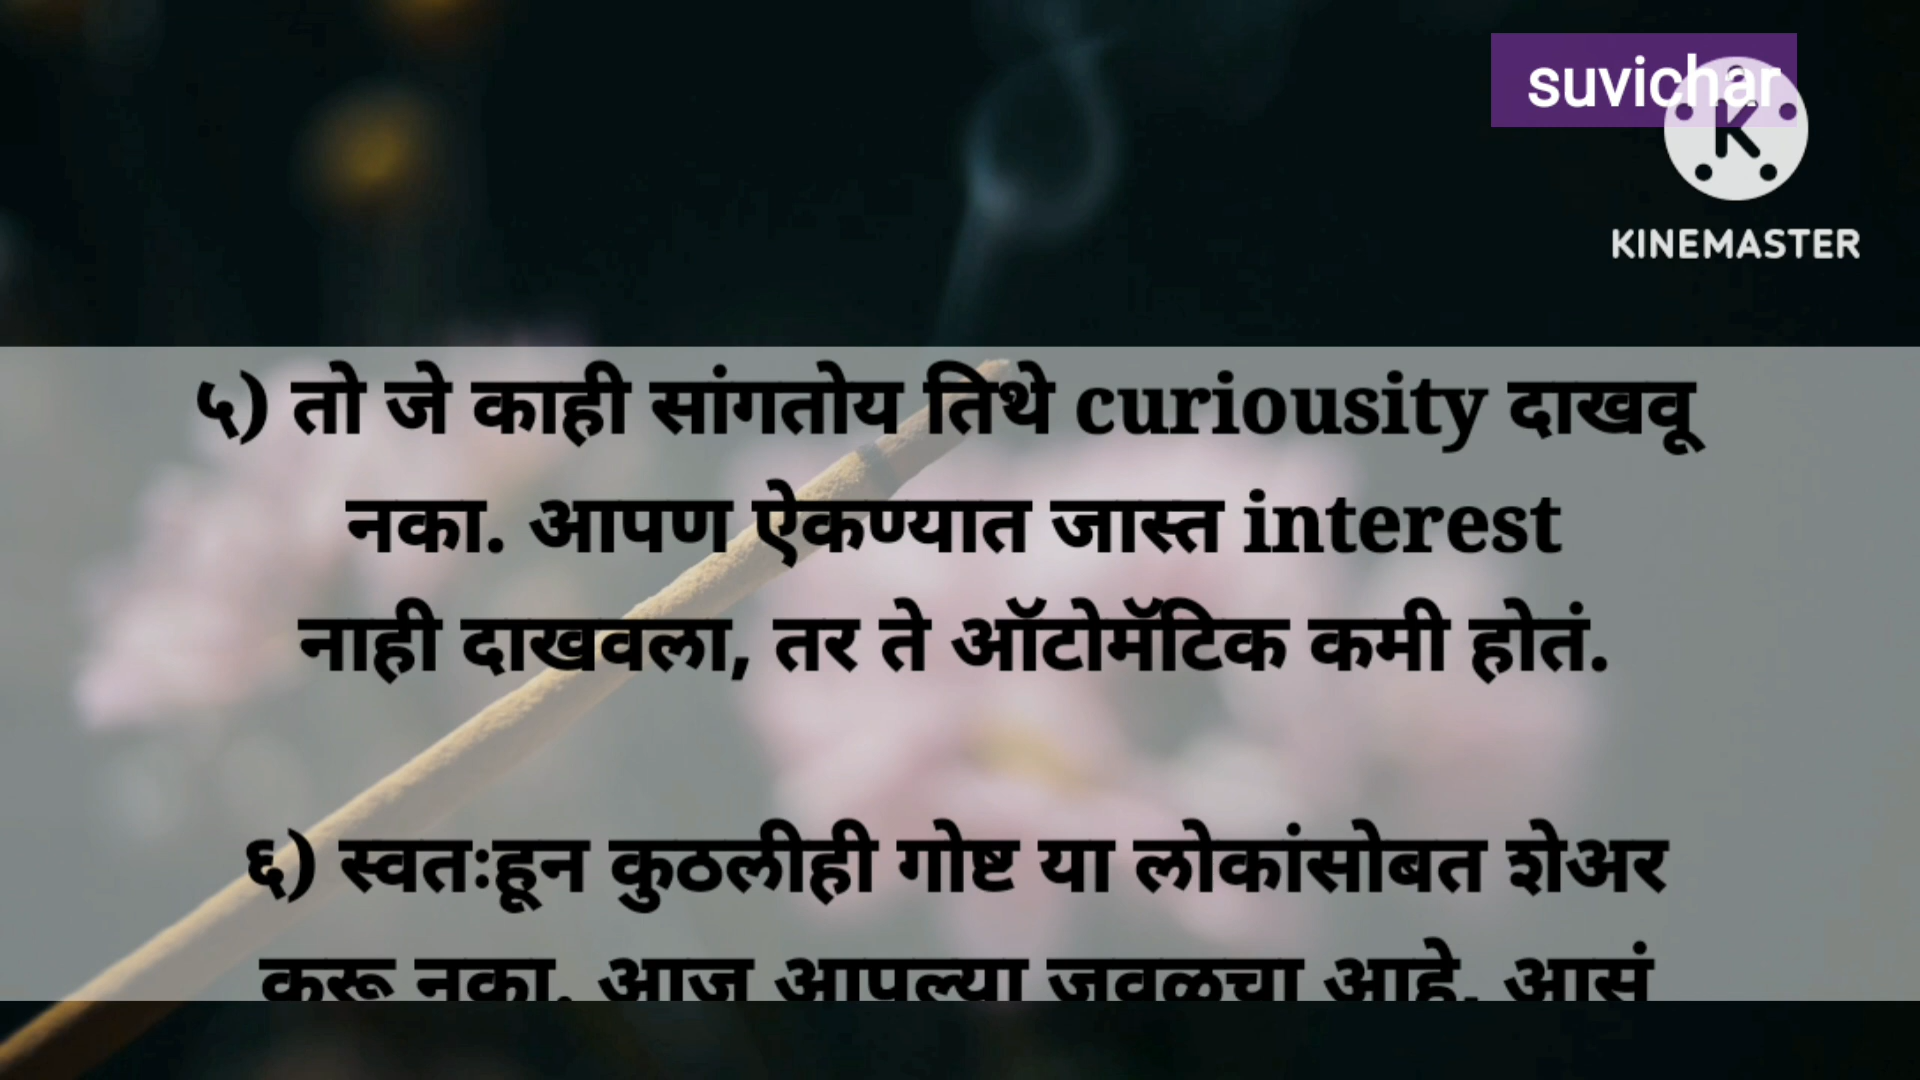 suvichar
KINEMASTER
५) तो जे काही सांगतोय तिथे curiousity दाखवू
नका. आपण ऐकण्यात जास्त interest
नाही दाखवला, तर ते ऑटोमॅटिक कमी होतं.
६) स्वतःहून कुठलीही गोष्ट या लोकांसोबत शेअर
करू नका. आज आपल्या जवळचा आहे. आसं